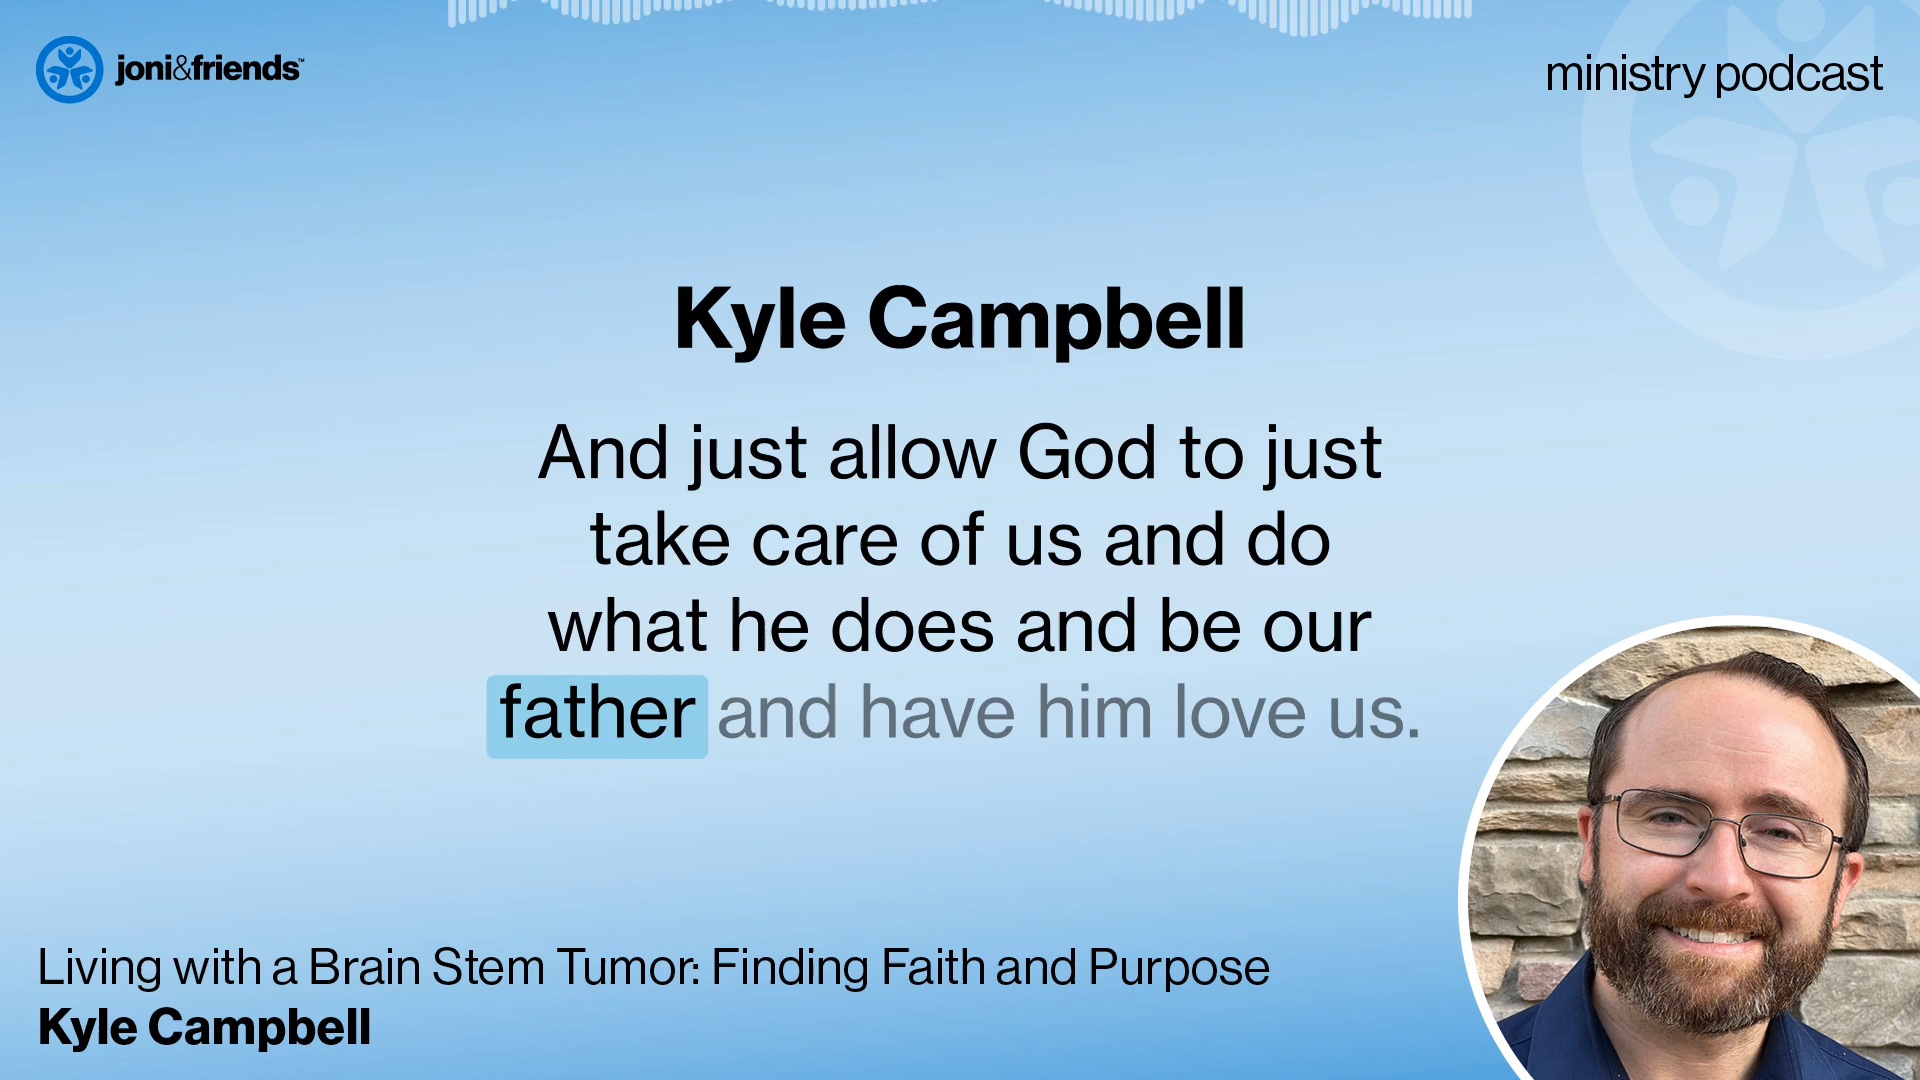 joni&friends™
ministry podcast
Kyle Campbell
And just allow God to just
take care of us and do
what he does and be our
father and have him love us.
Living with a Brain Stem Tumor: Finding Faith and Purpose
Kyle Campbell